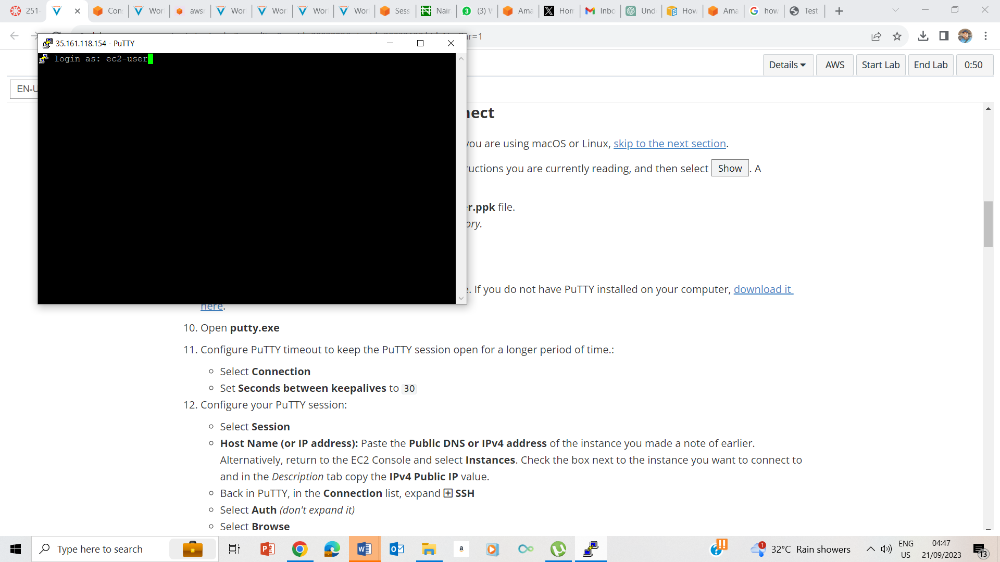 251-
Con
Wor
aws
Wor
Wor
Wor
Wor
Sess
Nair
(3) V
Ama
Hom
Inbo
Und
How
Ama
how
Test
35.161.118.154 - PuTTY
Bar=1
login as: ec2-user
Details
AWS
Start Lab
End Lab
0:50
EN-U
nect
you are using macOS or Linux, skip to the next section.
ructions you are currently reading, and then select Show . A
er.ppk file.
ory.
e. If you do not have PuTTY installed on your computer, download it
here.
10. Open putty.exe
11. Configure PuTTY timeout to keep the PuTTY session open for a longer period of time.:
Select Connection
Set Seconds between keepalives to 30
12. Configure your PuTTY session:
Select Session
Host Name (or IP address): Paste the Public DNS or IPv4 address of the instance you made a note of earlier.
Alternatively, return to the EC2 Console and select Instances. Check the box next to the instance you want to connect to
and in the Description tab copy the IPv4 Public IP value.
Back in PuTTY, in the Connection list, expand SSH
Select Auth (don't expand it)
Select Browse
Type here to search
32°C Rain showers
ENG
US
04:47
21/09/2023
13